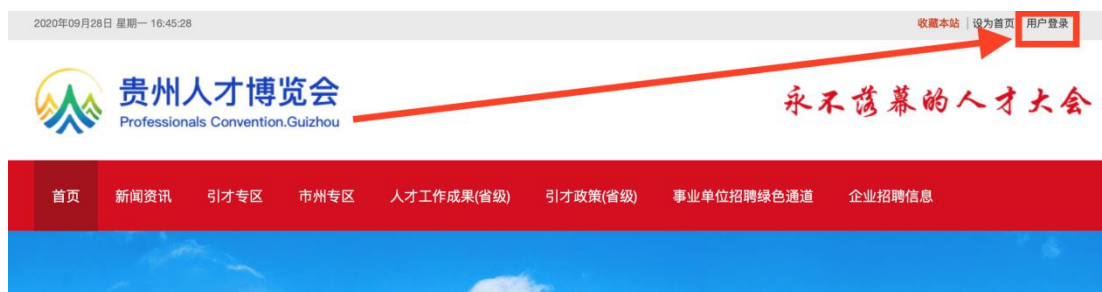 2020年09月28日 星期一 16:45:28
收藏本站 | 设为首页 用户登录
贵州人才博览会
Professionals Convention.Guizhou
永不落幕的人才大会
首页 新闻资讯 引才专区 市州专区 人才工作成果(省级) 引才政策(省级) 事业单位招聘绿色通道 企业招聘信息